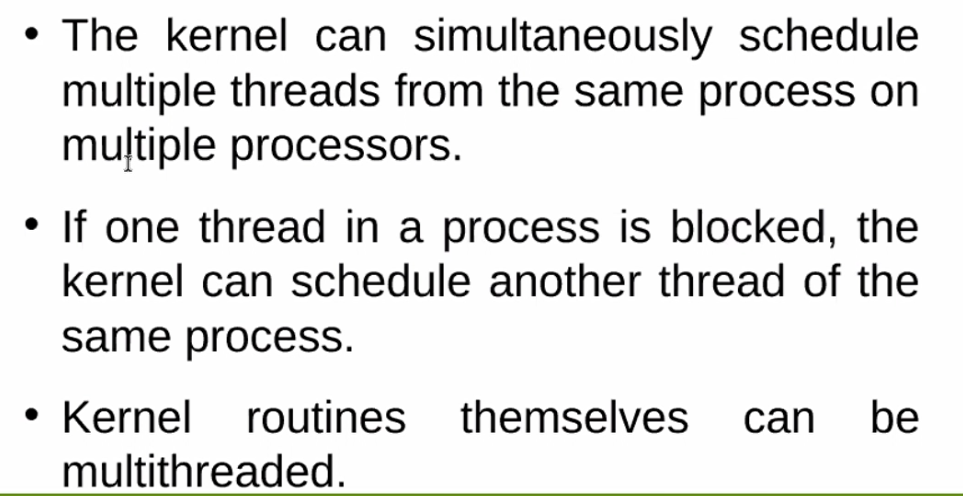 • The kernel can simultaneously schedule
multiple threads from the same process on
multiple processors.
• If one thread in a process is blocked, the
kernel can schedule another thread of the
same process.
• Kernel routines themselves can be
multithreaded.